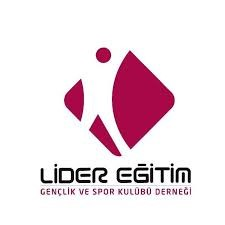 LİDER EĞİTİM
GENÇLİK VE SPOR KULÜBÜ DERNEĞİ